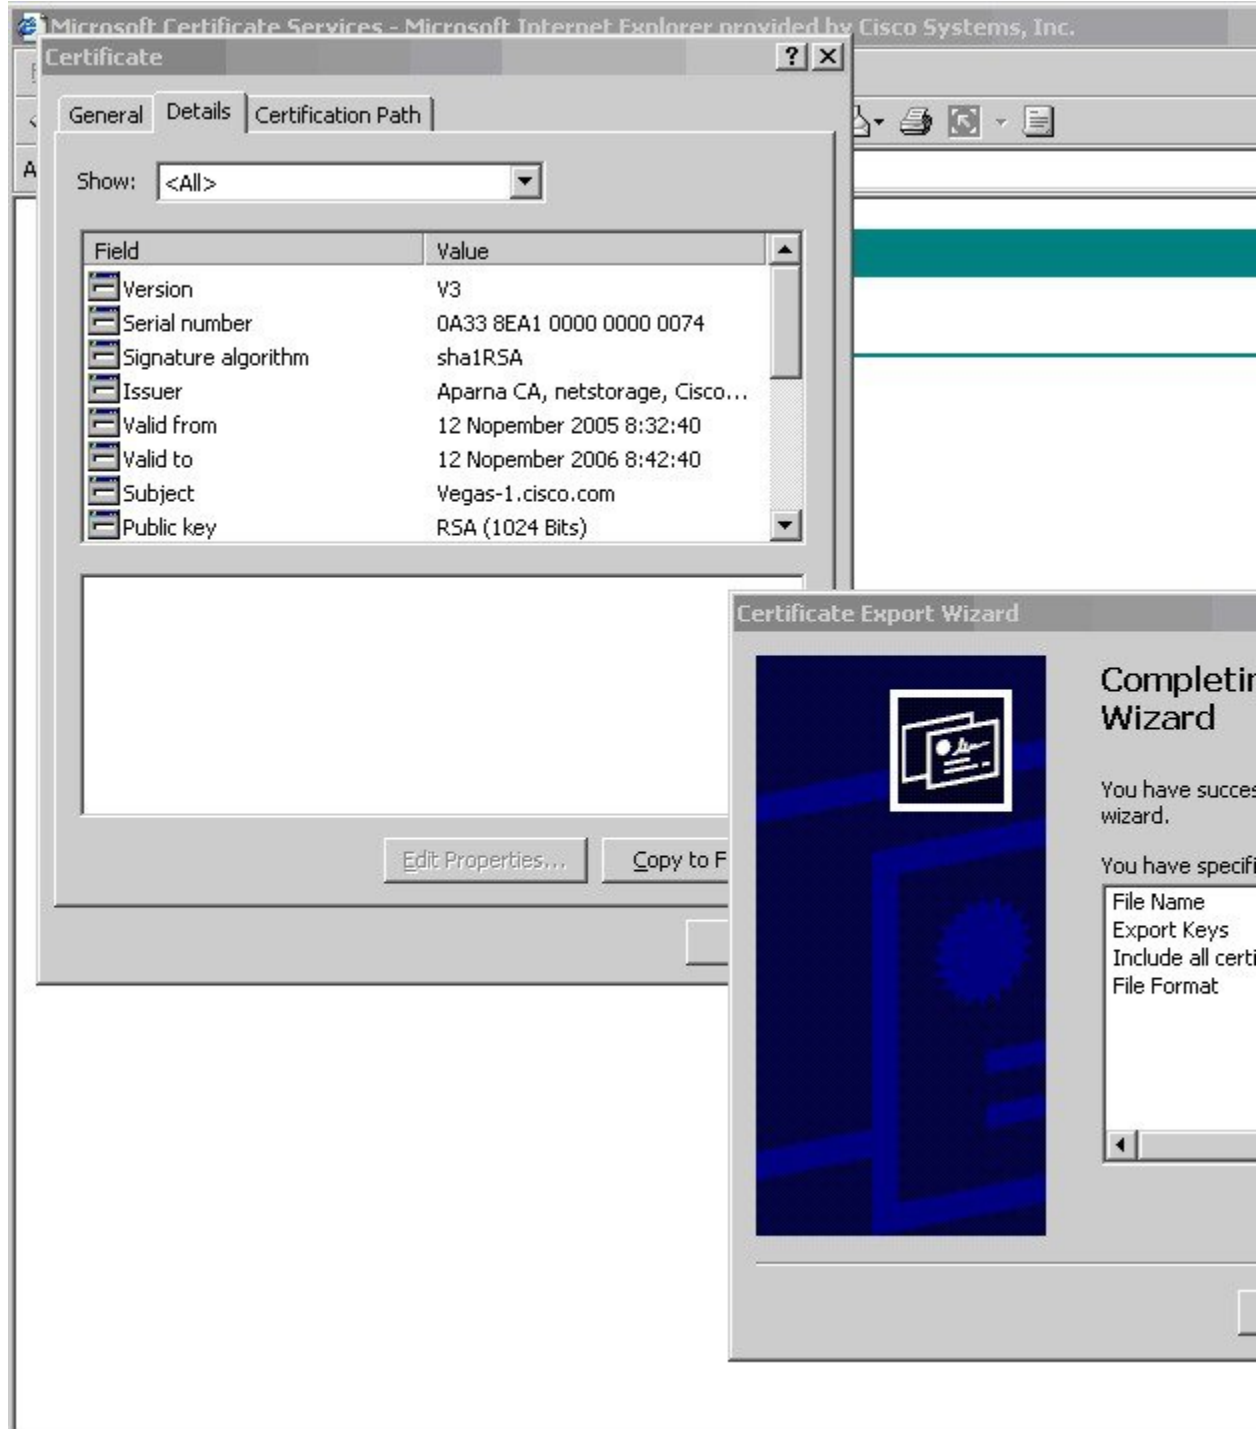 Microsoft Certificate Services - Microsoft Internet Explorer provided by Cisco Systems, Inc.
Certificate
General Details Certification Path
Show: <All>
Field Value
Version V3
Serial number 0A33 8EA1 0000 0000 0074
Signature algorithm sha1RSA
Issuer Aparna CA, netstorage, Cisco...
Valid from 12 Nopember 2005 8:32:40
Valid to 12 Nopember 2006 8:42:40
Subject Vegas-1.cisco.com
Public key RSA (1024 Bits)
Edit Properties... Copy to F
Certificate Export Wizard
Completin
Wizard
You have succes
wizard.
You have specifi
File Name
Export Keys
Include all certi
File Format